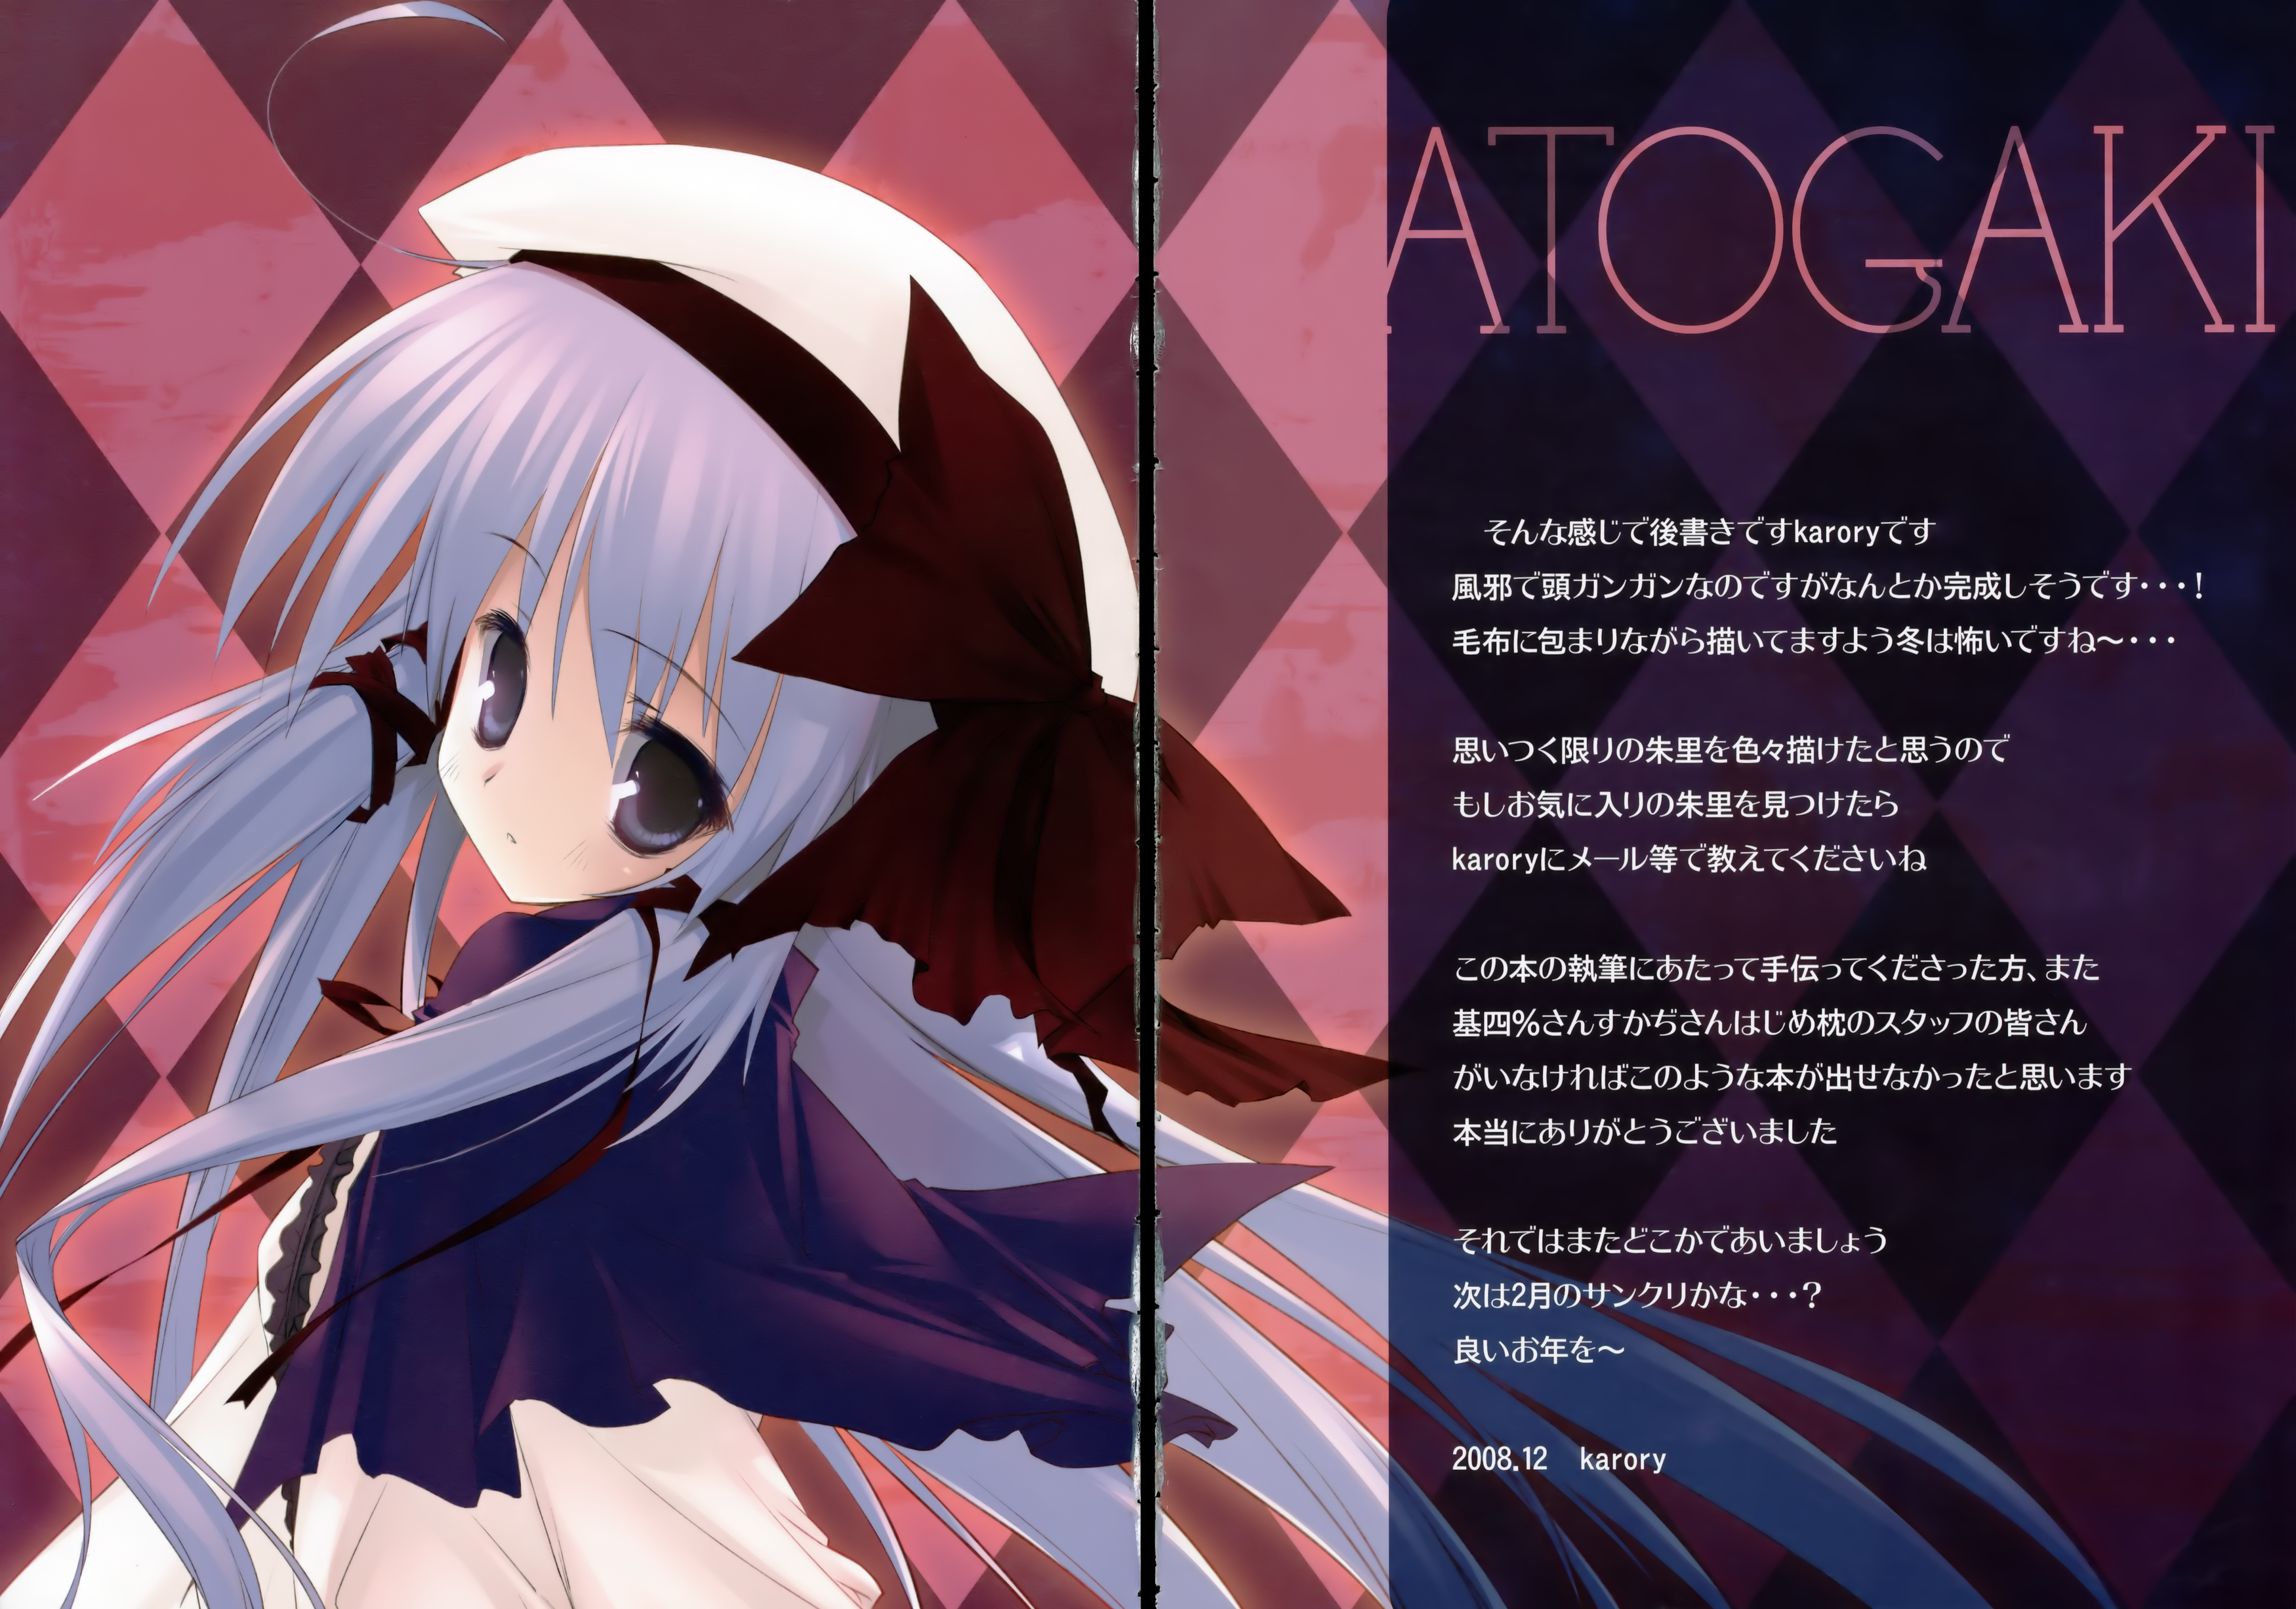 ATOGAKI
そんな感じで後書きですkaroryです
風邪で頭ガンガンなのですがなんとか完成しそうです・・・！
毛布に包まりながら描いてますよう冬は怖いですね〜・・・
思いつく限りの朱里を色々描けたと思うので
もしお気に入りの朱里を見つけたら
karoryにメール等で教えてくださいね
この本の執筆にあたって手伝ってくださった方、また
基四％さんすかぢさんはじめ枕のスタッフの皆さん
がいなければこのような本が出せなかったと思います
本当にありがとうございました
それではまたどこかであいましょう
次は2月のサンクリかな・・・？
良いお年を〜
2008.12　karory